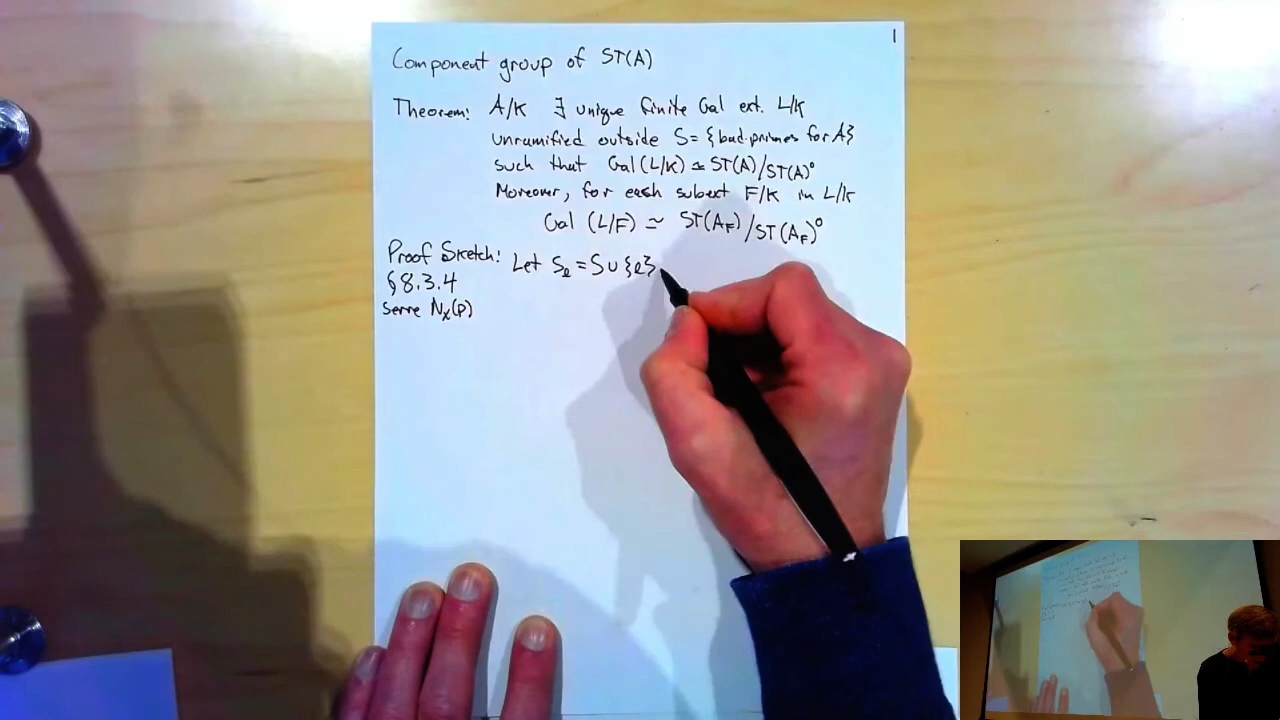 1
Component group of ST(A)
Theorem: A/K ∃ unique finite Gal ext. L/K
unramified outside S = {bad primes for A}
such that Gal(L/K) ≃ ST(A)/ST(A)⁰
Moreover, for each subext F/K in L/K
Gal (L/F) ≃ ST(A_F)/ST(A_F)⁰
Proof Sketch: Let S_ℓ = S ∪ {ℓ}
§8.3.4
Serre N_X(p)